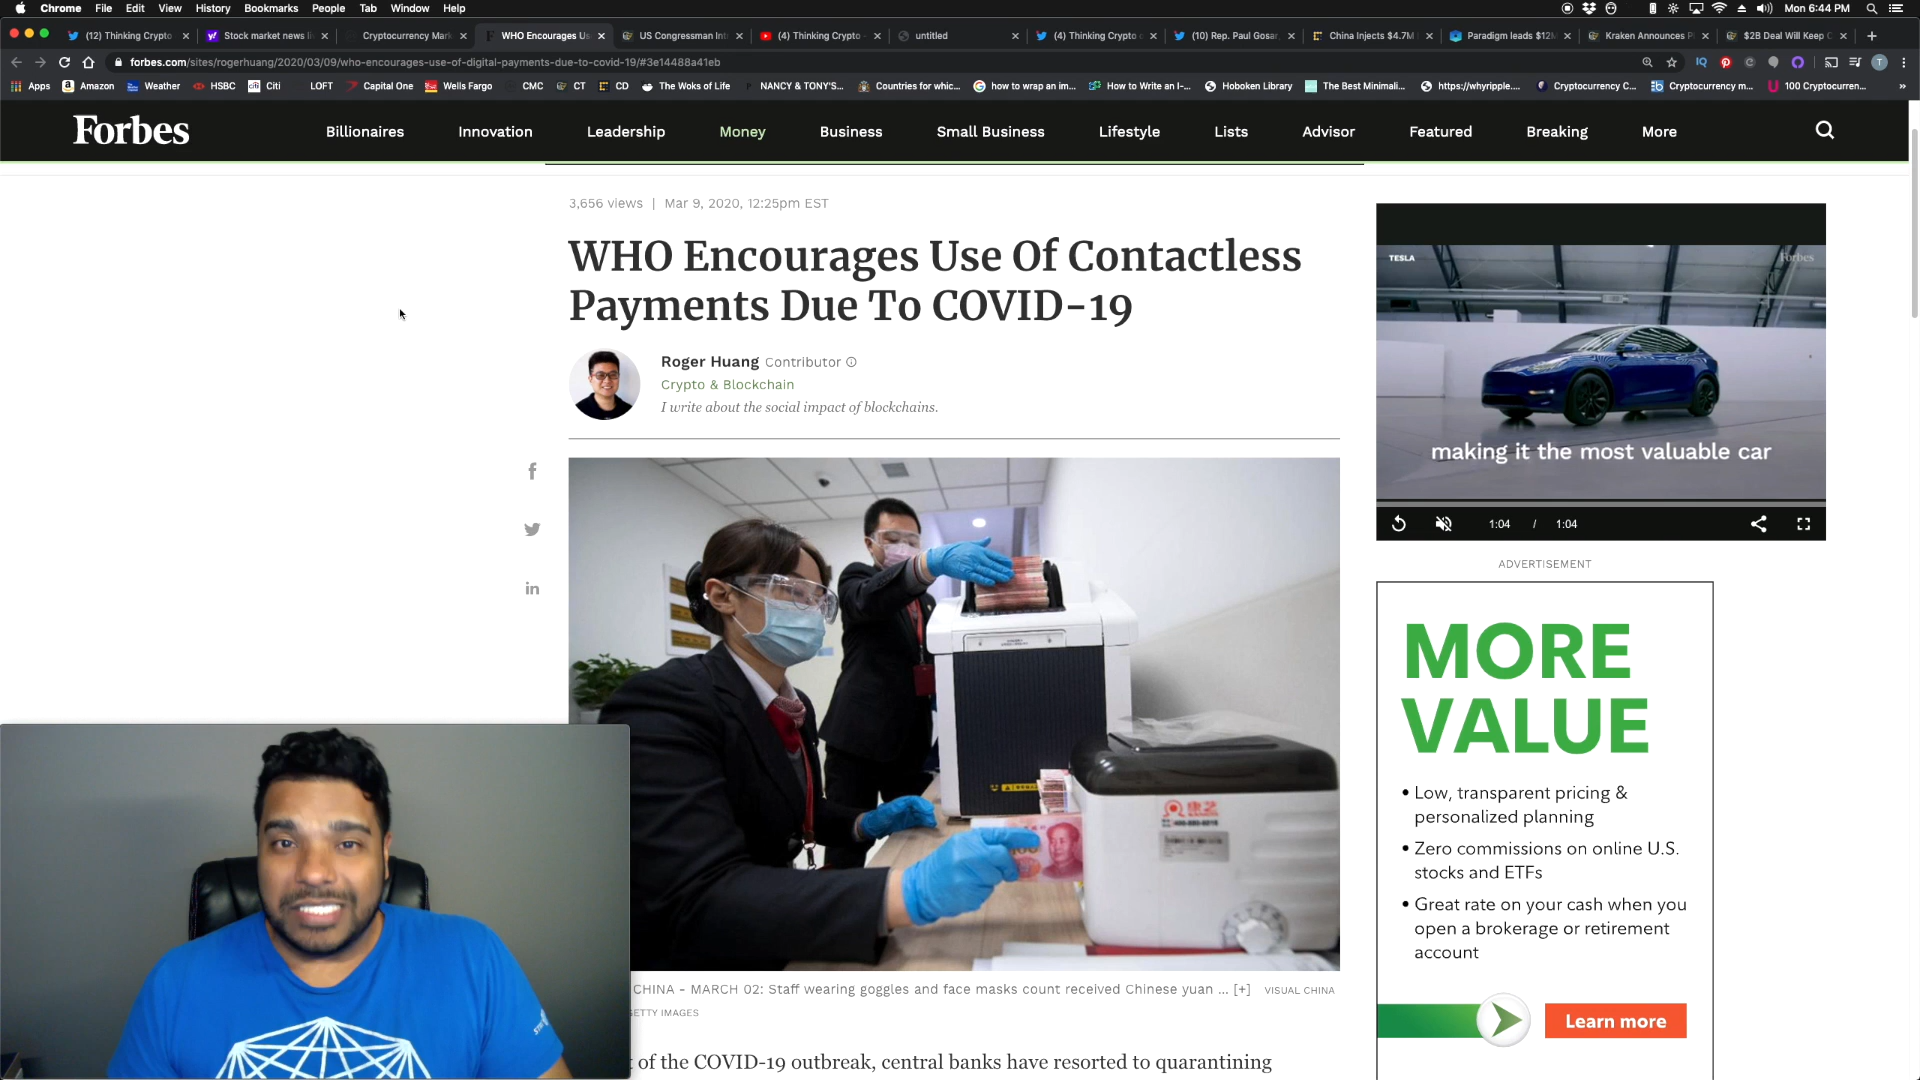 Chrome File Edit View History Bookmarks People Tab Window Help Mon 6:44 PM
(12) Thinking Crypto Stock market news li Cryptocurrency Mark WHO Encourages Us US Congressman Intr (4) Thinking Crypto - untitled (4) Thinking Crypto (10) Rep. Paul Gosar China Injects $4.7M Paradigm leads $12M Kraken Announces P $2B Deal Will Keep C
forbes.com/sites/rogerhuang/2020/03/09/who-encourages-use-of-digital-payments-due-to-covid-19/#3e14488a41eb
Apps Amazon Weather HSBC Citi LOFT Capital One Wells Fargo CMC CT CD The Woks of Life NANCY & TONY'S... Countries for whic... how to wrap an im... How to Write an I-... Hoboken Library The Best Minimali... https://whyripple.... Cryptocurrency C... Cryptocurrency m... 100 Cryptocurren... »
Forbes Billionaires Innovation Leadership Money Business Small Business Lifestyle Lists Advisor Featured Breaking More
3,656 views | Mar 9, 2020, 12:25pm EST
WHO Encourages Use Of Contactless
Payments Due To COVID-19
Roger Huang Contributor
Crypto & Blockchain
I write about the social impact of blockchains.
TESLA
Forbes
making it the most valuable car
1:04 / 1:04
ADVERTISEMENT
MORE
VALUE
• Low, transparent pricing &
personalized planning
• Zero commissions on online U.S.
stocks and ETFs
• Great rate on your cash when you
open a brokerage or retirement
account
Learn more
康艺
CHINA - MARCH 02: Staff wearing goggles and face masks count received Chinese yuan ... [+] VISUAL CHINA
GETTY IMAGES
of the COVID-19 outbreak, central banks have resorted to quarantining